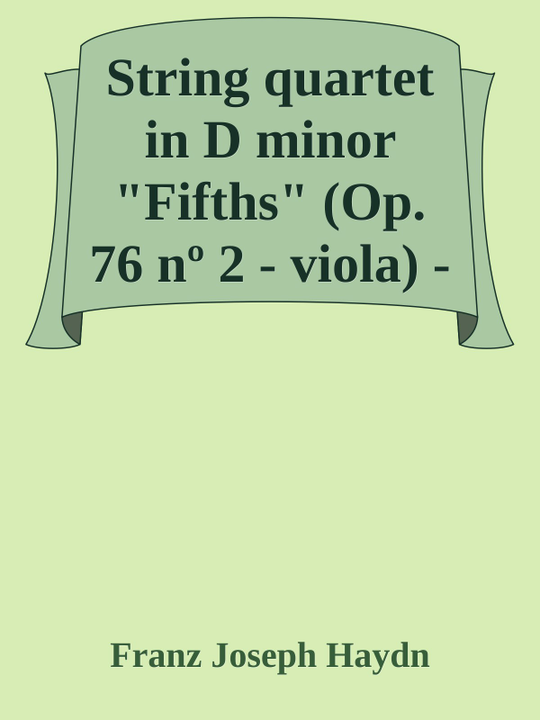 String quartet
in D minor
"Fifths" (Op.
76 nº 2 - viola) -
Franz Joseph Haydn